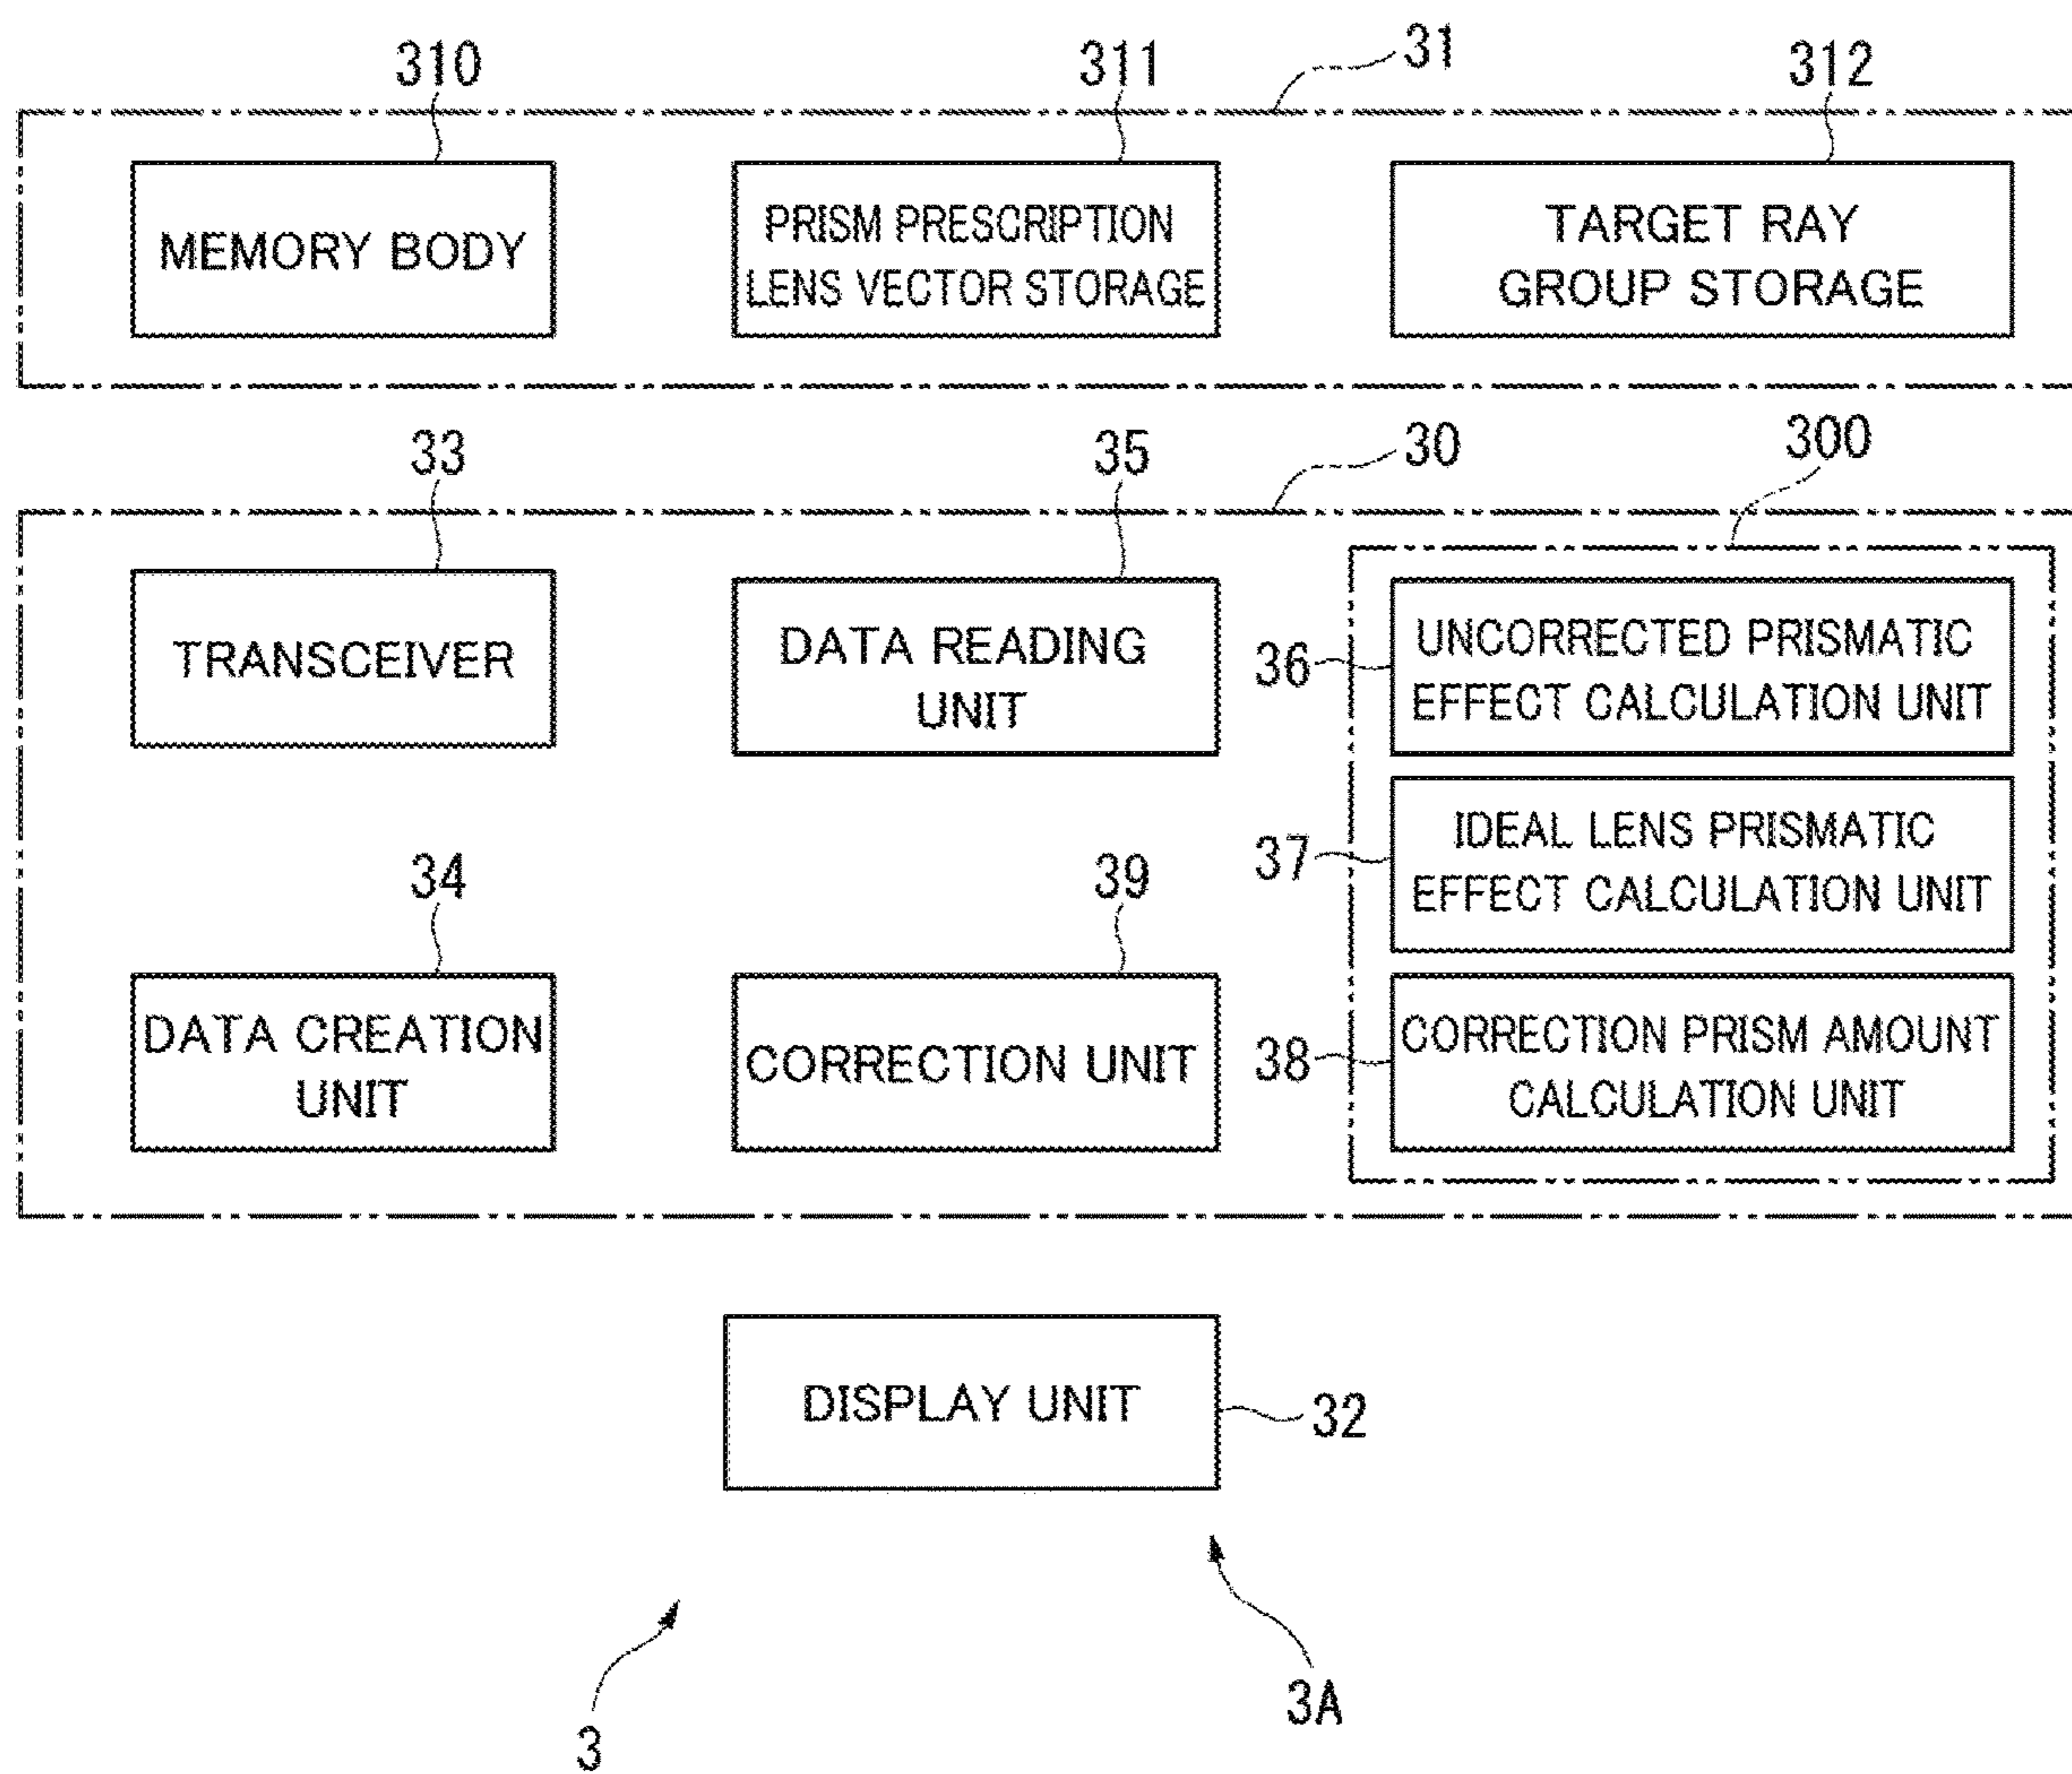 310
311
31
312
MEMORY BODY
PRISM PRESCRIPTION
LENS VECTOR STORAGE
TARGET RAY
GROUP STORAGE
33
35
30
300
TRANSCEIVER
DATA READING
UNIT
36
UNCORRECTED PRISMATIC
EFFECT CALCULATION UNIT
37
IDEAL LENS PRISMATIC
EFFECT CALCULATION UNIT
34
39
DATA CREATION
UNIT
CORRECTION UNIT
38
CORRECTION PRISM AMOUNT
CALCULATION UNIT
DISPLAY UNIT
32
3
3A